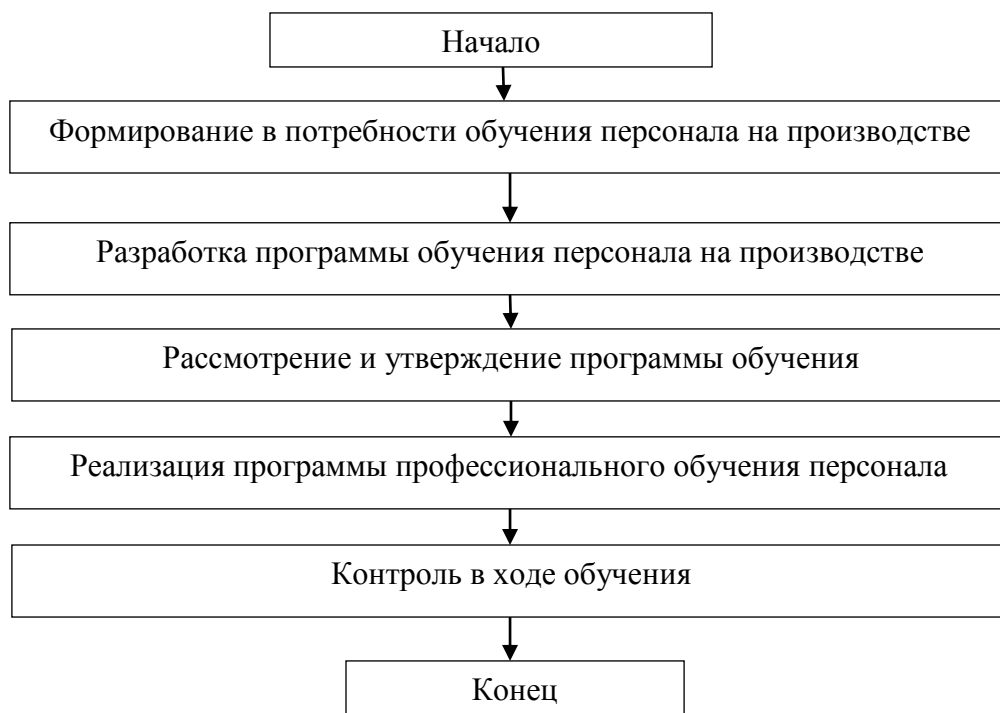 Начало
Формирование в потребности обучения персонала на производстве
Разработка программы обучения персонала на производстве
Рассмотрение и утверждение программы обучения
Реализация программы профессионального обучения персонала
Контроль в ходе обучения
Конец